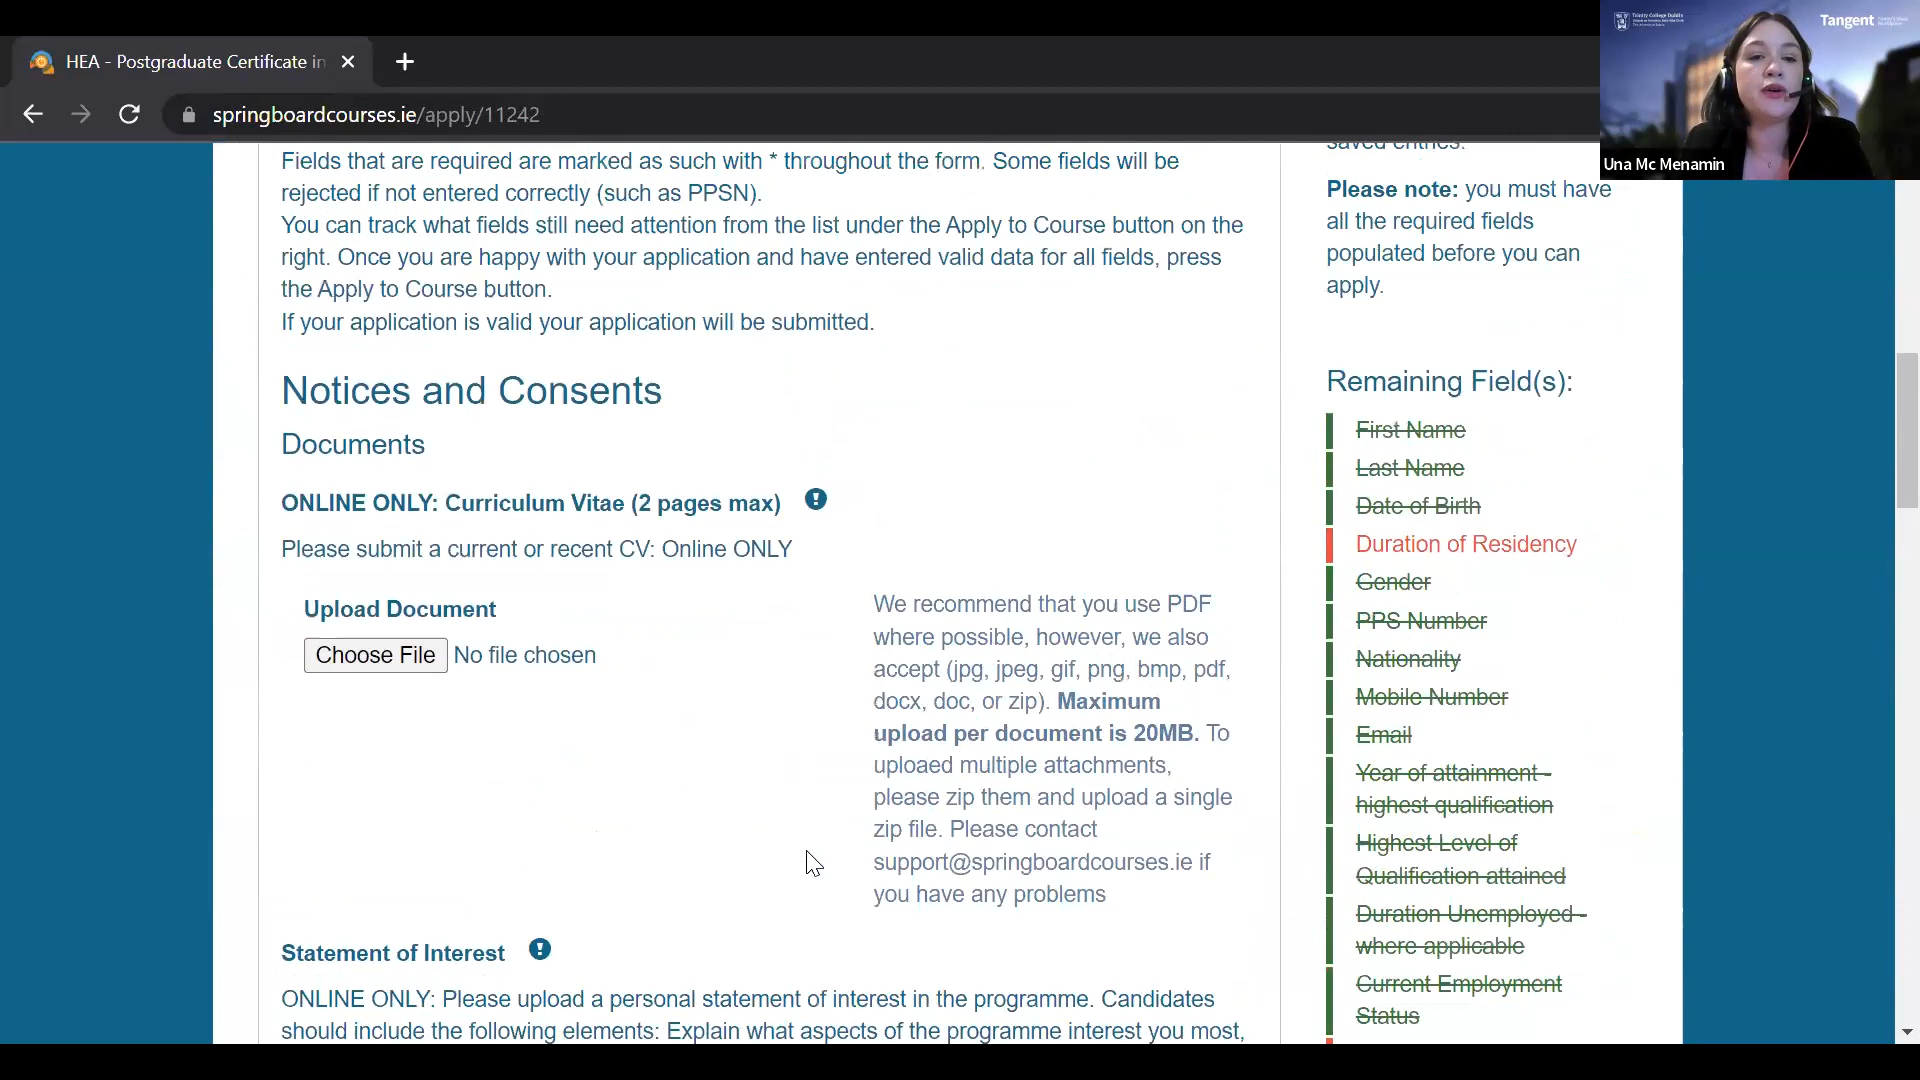 HEA - Postgraduate Certificate in
springboardcourses.ie/apply/11242
Trinity College Dublin
Tangent
Una Mc Menamin
Fields that are required are marked as such with * throughout the form. Some fields will be
rejected if not entered correctly (such as PPSN).
You can track what fields still need attention from the list under the Apply to Course button on the
right. Once you are happy with your application and have entered valid data for all fields, press
the Apply to Course button.
If your application is valid your application will be submitted.
Notices and Consents
Documents
ONLINE ONLY: Curriculum Vitae (2 pages max)
Please submit a current or recent CV: Online ONLY
Upload Document
Choose File No file chosen
We recommend that you use PDF
where possible, however, we also
accept (jpg, jpeg, gif, png, bmp, pdf,
docx, doc, or zip). Maximum
upload per document is 20MB. To
uploaed multiple attachments,
please zip them and upload a single
zip file. Please contact
support@springboardcourses.ie if
you have any problems
Statement of Interest
ONLINE ONLY: Please upload a personal statement of interest in the programme. Candidates
should include the following elements: Explain what aspects of the programme interest you most,
saved entries.
Please note: you must have
all the required fields
populated before you can
apply.
Remaining Field(s):
First Name
Last Name
Date of Birth
Duration of Residency
Gender
PPS Number
Nationality
Mobile Number
Email
Year of attainment -
highest qualification
Highest Level of
Qualification attained
Duration Unemployed -
where applicable
Current Employment
Status